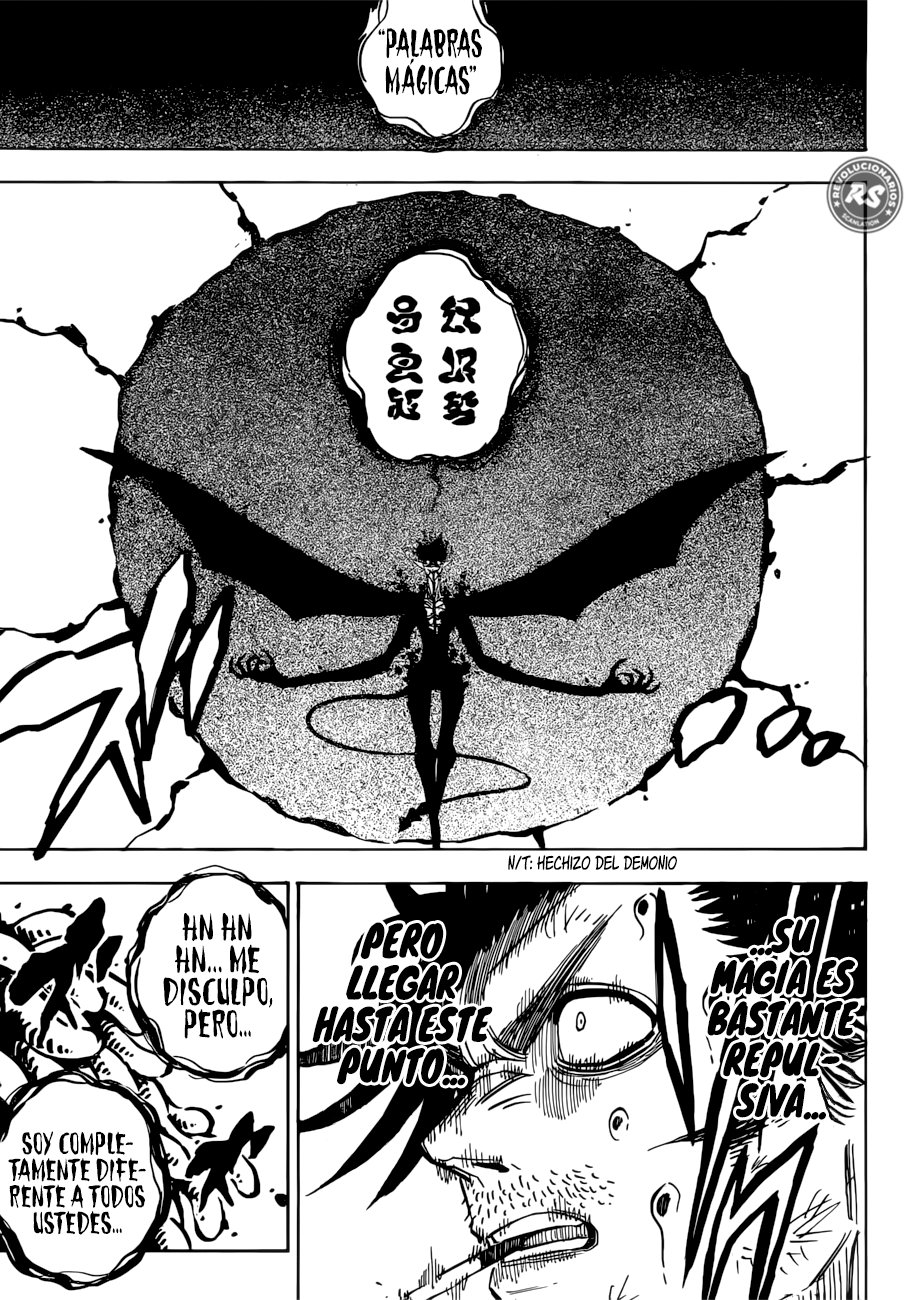 "PALABRAS
MÁGICAS"
REVOLUCIONARIOS
RS
SCANLATION
N/T: HECHIZO DEL DEMONIO
...SU
MAGIA ES
BASTANTE
REPUL-
SIVA...
PERO
LLEGAR
HASTA ESTE
PUNTO...
HN HN
HN... ME
DISCULPO,
PERO...
SOY COMPLE-
TAMENTE DIFE-
RENTE A TODOS
USTEDES...